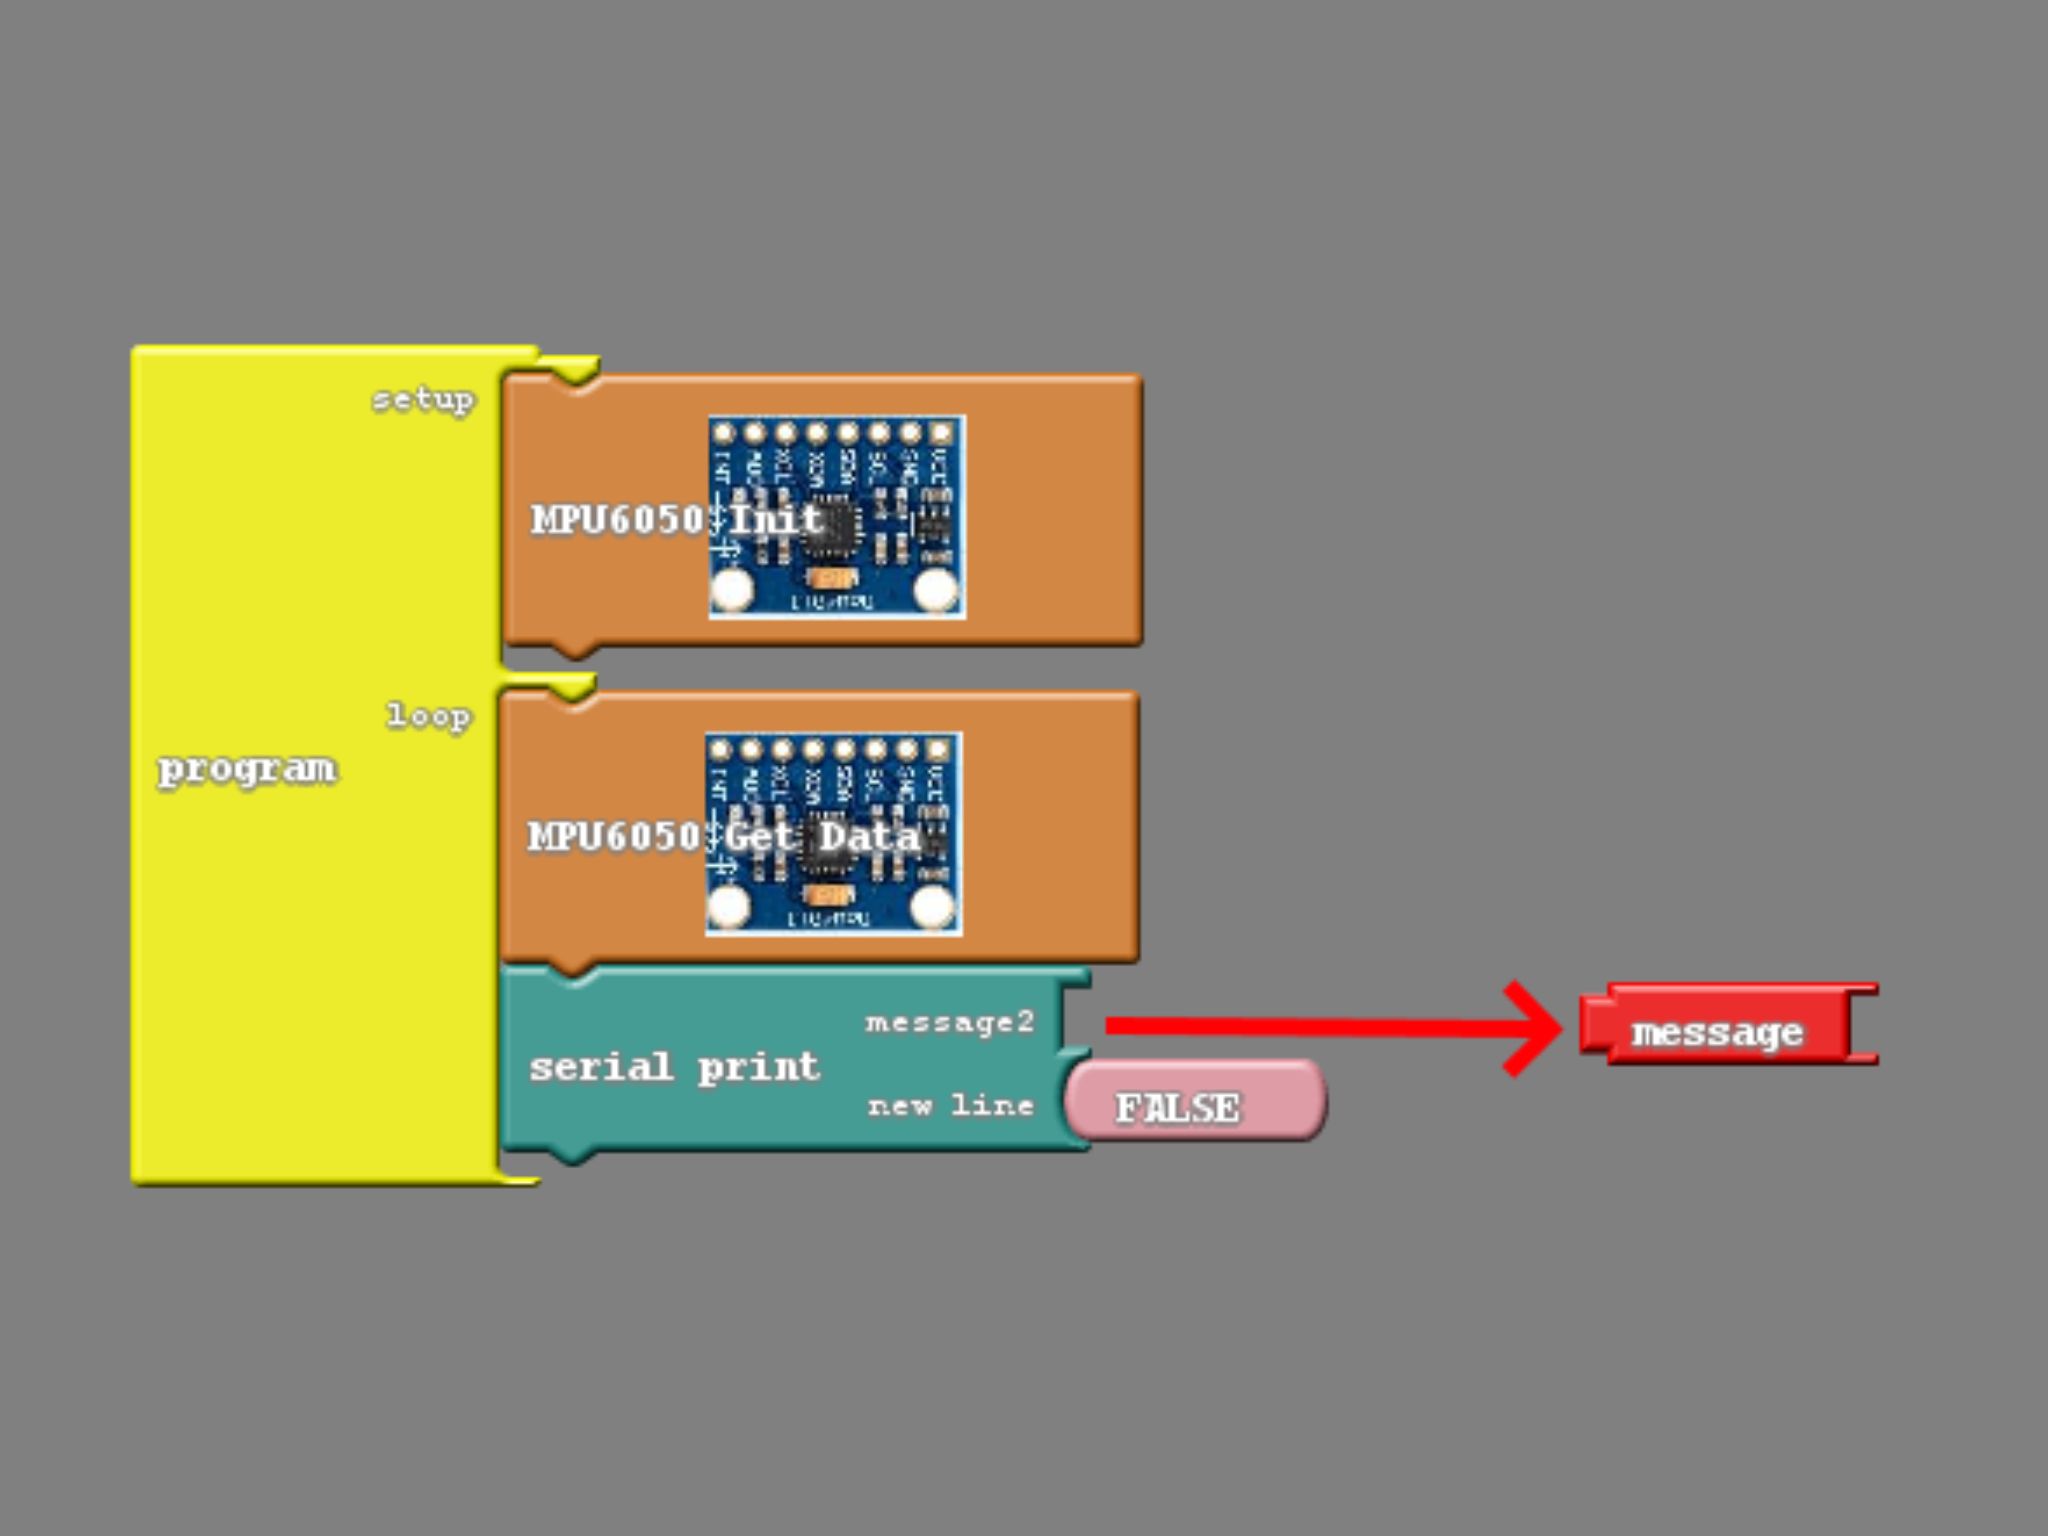 setup
MPU6050 Init
loop
program
MPU6050 Get Data
message2
message
serial print
new line
FALSE